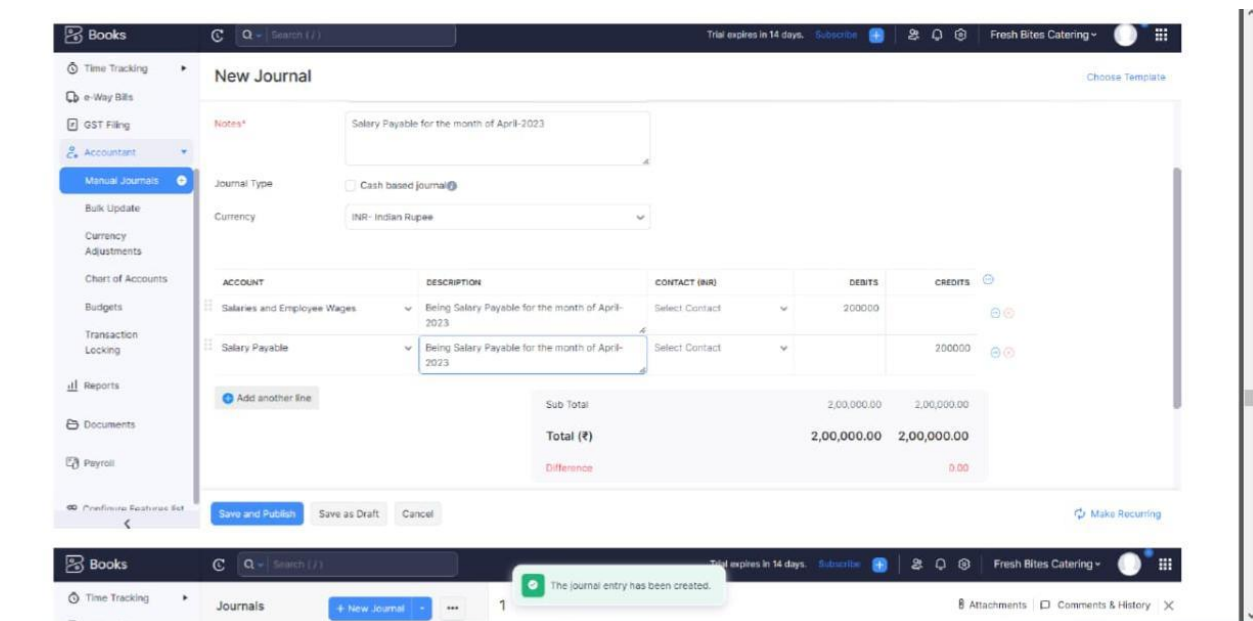 Books
Search ( / )
Trial expires in 14 days. Subscribe
Fresh Bites Catering
Time Tracking
e-Way Bills
GST Filing
Accountant
Manual Journals
Bulk Update
Currency
Adjustments
Chart of Accounts
Budgets
Transaction
Locking
Reports
Documents
Payroll
Configure Features list
New Journal
Choose Template
Notes*
Salary Payable for the month of April-2023
Journal Type
Cash based journal
Currency
INR- Indian Rupee
ACCOUNT DESCRIPTION CONTACT (INR) DEBITS CREDITS
Salaries and Employee Wages Being Salary Payable for the month of April- Select Contact 200000
2023
Salary Payable Being Salary Payable for the month of April- Select Contact 200000
2023
Add another line
Sub Total 2,00,000.00 2,00,000.00
Total (₹) 2,00,000.00 2,00,000.00
Difference 0.00
Save and Publish Save as Draft Cancel
Make Recurring
Books
Search ( / )
Trial expires in 14 days. Subscribe
Fresh Bites Catering
The journal entry has been created.
Time Tracking
Journals
+ New Journal
1
Attachments Comments & History